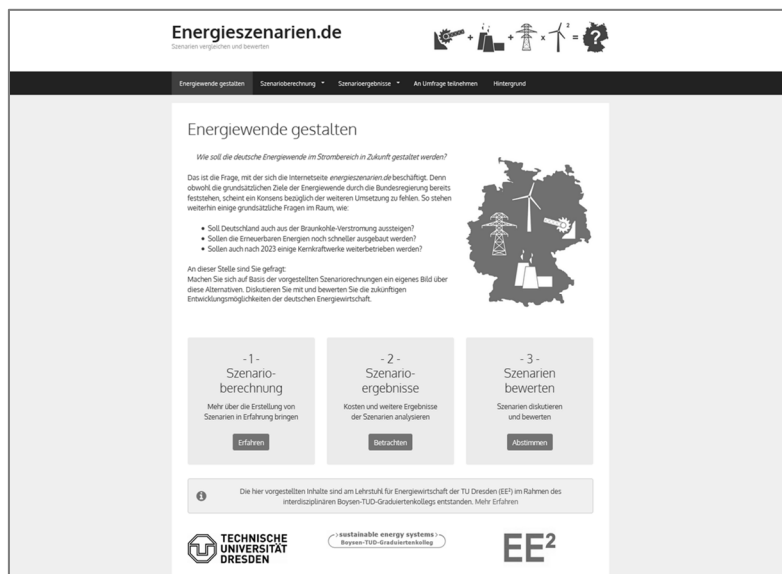 Energieszenarien.de
Szenarien vergleichen und bewerten
+ + x 2 = ?
Energiewende gestalten Szenarioberechnung Szenarioergebnisse An Umfrage teilnehmen Hintergrund
Energiewende gestalten
Wie soll die deutsche Energiewende im Strombereich in Zukunft gestaltet werden?
Das ist die Frage, mit der sich die Internetseite energieszenarien.de beschäftigt. Denn
obwohl die grundsätzlichen Ziele der Energiewende durch die Bundesregierung bereits
feststehen, scheint ein Konsens bezüglich der weiteren Umsetzung zu fehlen. So stehen
weiterhin einige grundsätzliche Fragen im Raum, wie:
• Soll Deutschland auch aus der Braunkohle-Verstromung aussteigen?
• Sollen die Erneuerbaren Energien noch schneller ausgebaut werden?
• Sollen auch nach 2023 einige Kernkraftwerke weiterbetrieben werden?
An dieser Stelle sind Sie gefragt:
Machen Sie sich auf Basis der vorgestellten Szenariorechnungen ein eigenes Bild über
diese Alternativen. Diskutieren Sie mit und bewerten Sie die zukünftigen
Entwicklungsmöglichkeiten der deutschen Energiewirtschaft.
- 1 -
Szenario-
berechnung
Mehr über die Erstellung von
Szenarien in Erfahrung bringen
Erfahren
- 2 -
Szenario-
ergebnisse
Kosten und weitere Ergebnisse
der Szenarien analysieren
Betrachten
- 3 -
Szenarien
bewerten
Szenarien diskutieren
und bewerten
Abstimmen
Die hier vorgestellten Inhalte sind am Lehrstuhl für Energiewirtschaft der TU Dresden (EE²) im Rahmen des
interdisziplinären Boysen-TUD-Graduiertenkollegs entstanden. Mehr Erfahren
TECHNISCHE
UNIVERSITÄT
DRESDEN
sustainable energy systems
Boysen-TUD-Graduiertenkolleg
EE²